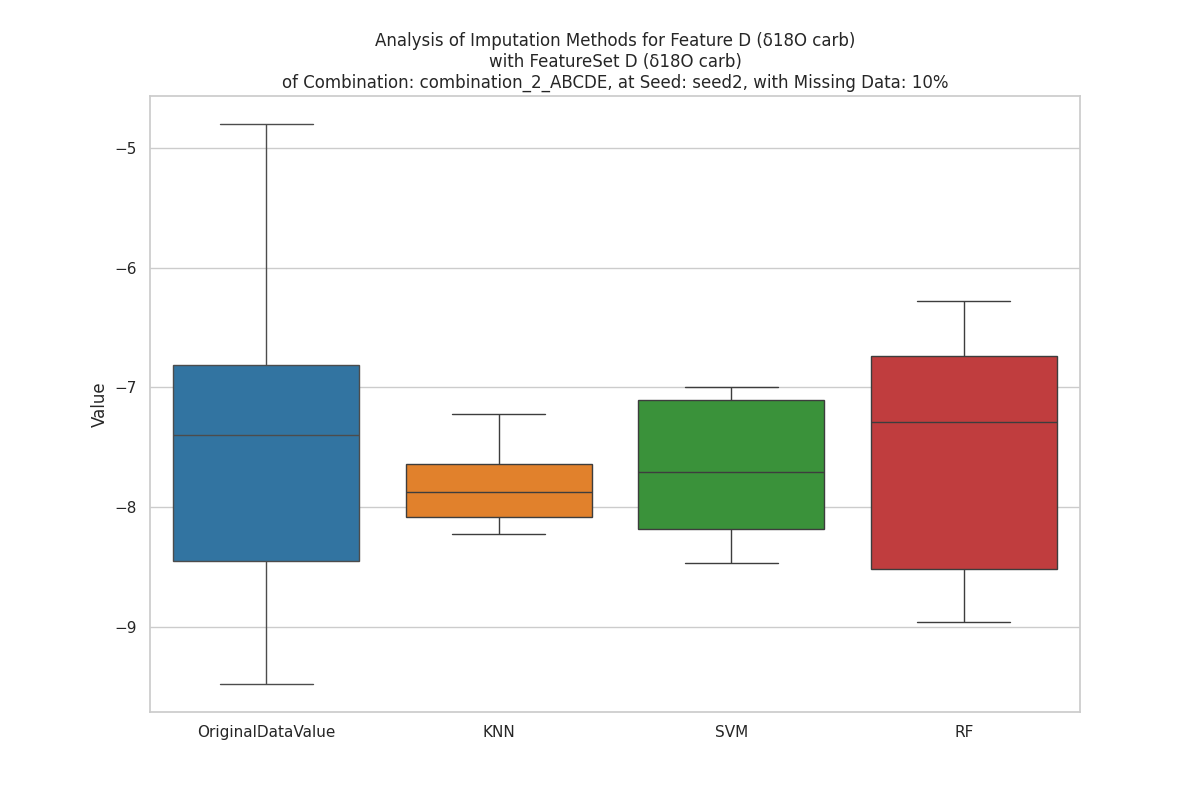 Analysis of Imputation Methods for Feature D (δ18O carb)
with FeatureSet D (δ18O carb)
of Combination: combination_2_ABCDE, at Seed: seed2, with Missing Data: 10%
Value
−5
−6
−7
−8
−9
OriginalDataValue
KNN
SVM
RF